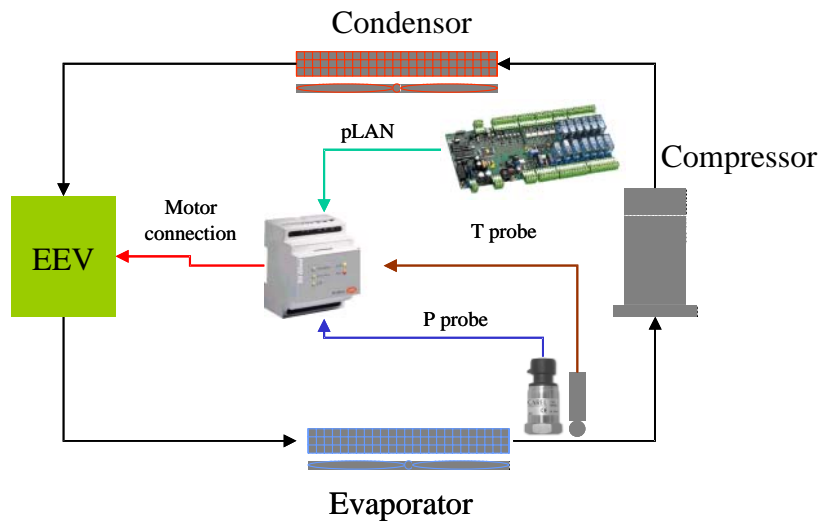 Condensor
pLAN
Compressor
Motor
connection
T probe
EEV
P probe
Evaporator